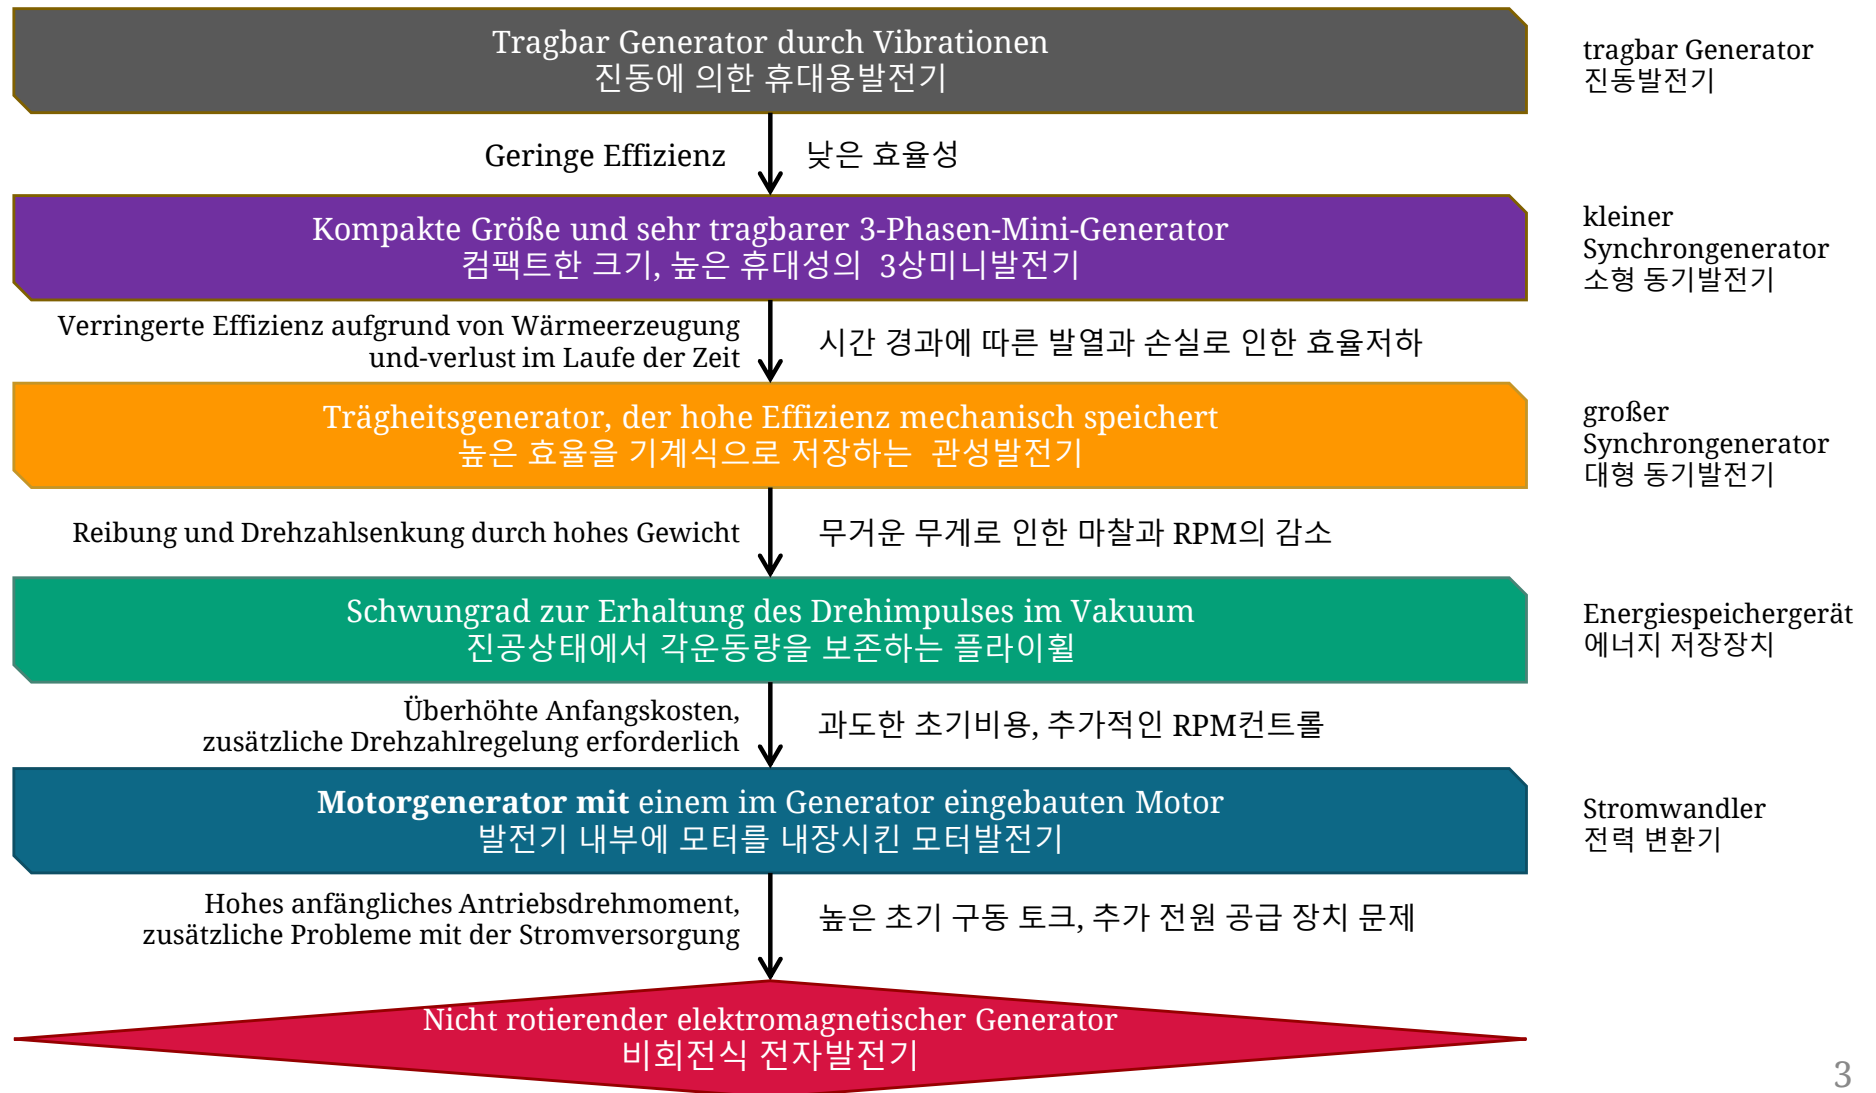 Tragbar Generator durch Vibrationen
진동에 의한 휴대용발전기
tragbar Generator
진동발전기
Geringe Effizienz
낮은 효율성
Kompakte Größe und sehr tragbarer 3-Phasen-Mini-Generator
컴팩트한 크기, 높은 휴대성의 3상미니발전기
kleiner
Synchrongenerator
소형 동기발전기
Verringerte Effizienz aufgrund von Wärmeerzeugung
und-verlust im Laufe der Zeit
시간 경과에 따른 발열과 손실로 인한 효율저하
Trägheitsgenerator, der hohe Effizienz mechanisch speichert
높은 효율을 기계식으로 저장하는 관성발전기
großer
Synchrongenerator
대형 동기발전기
Reibung und Drehzahlsenkung durch hohes Gewicht
무거운 무게로 인한 마찰과 RPM의 감소
Schwungrad zur Erhaltung des Drehimpulses im Vakuum
진공상태에서 각운동량을 보존하는 플라이휠
Energiespeichergerät
에너지 저장장치
Überhöhte Anfangskosten,
zusätzliche Drehzahlregelung erforderlich
과도한 초기비용, 추가적인 RPM컨트롤
Motorgenerator mit einem im Generator eingebauten Motor
발전기 내부에 모터를 내장시킨 모터발전기
Stromwandler
전력 변환기
Hohes anfängliches Antriebsdrehmoment,
zusätzliche Probleme mit der Stromversorgung
높은 초기 구동 토크, 추가 전원 공급 장치 문제
Nicht rotierender elektromagnetischer Generator
비회전식 전자발전기
3